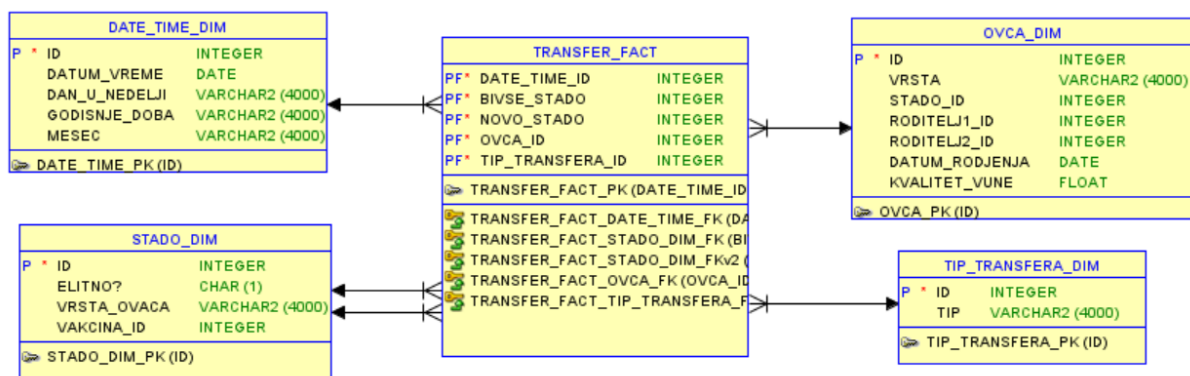 DATE_TIME_DIM
P * ID INTEGER
DATUM_VREME DATE
DAN_U_NEDELJI VARCHAR2 (4000)
GODISNJE_DOBA VARCHAR2 (4000)
MESEC VARCHAR2 (4000)
DATE_TIME_PK (ID)
STADO_DIM
P * ID INTEGER
ELITNO? CHAR (1)
VRSTA_OVACA VARCHAR2 (4000)
VAKCINA_ID INTEGER
STADO_DIM_PK (ID)
TRANSFER_FACT
PF* DATE_TIME_ID INTEGER
PF* BIVSE_STADO INTEGER
PF* NOVO_STADO INTEGER
PF* OVCA_ID INTEGER
PF* TIP_TRANSFERA_ID INTEGER
TRANSFER_FACT_PK (DATE_TIME_ID
TRANSFER_FACT_DATE_TIME_FK (DA
TRANSFER_FACT_STADO_DIM_FK (BI
TRANSFER_FACT_STADO_DIM_FKv2 (
TRANSFER_FACT_OVCA_FK (OVCA_ID
TRANSFER_FACT_TIP_TRANSFERA_F
OVCA_DIM
P * ID INTEGER
VRSTA VARCHAR2 (4000)
STADO_ID INTEGER
RODITELJ1_ID INTEGER
RODITELJ2_ID INTEGER
DATUM_RODJENJA DATE
KVALITET_VUNE FLOAT
OVCA_PK (ID)
TIP_TRANSFERA_DIM
P * ID INTEGER
TIP VARCHAR2 (4000)
TIP_TRANSFERA_PK (ID)